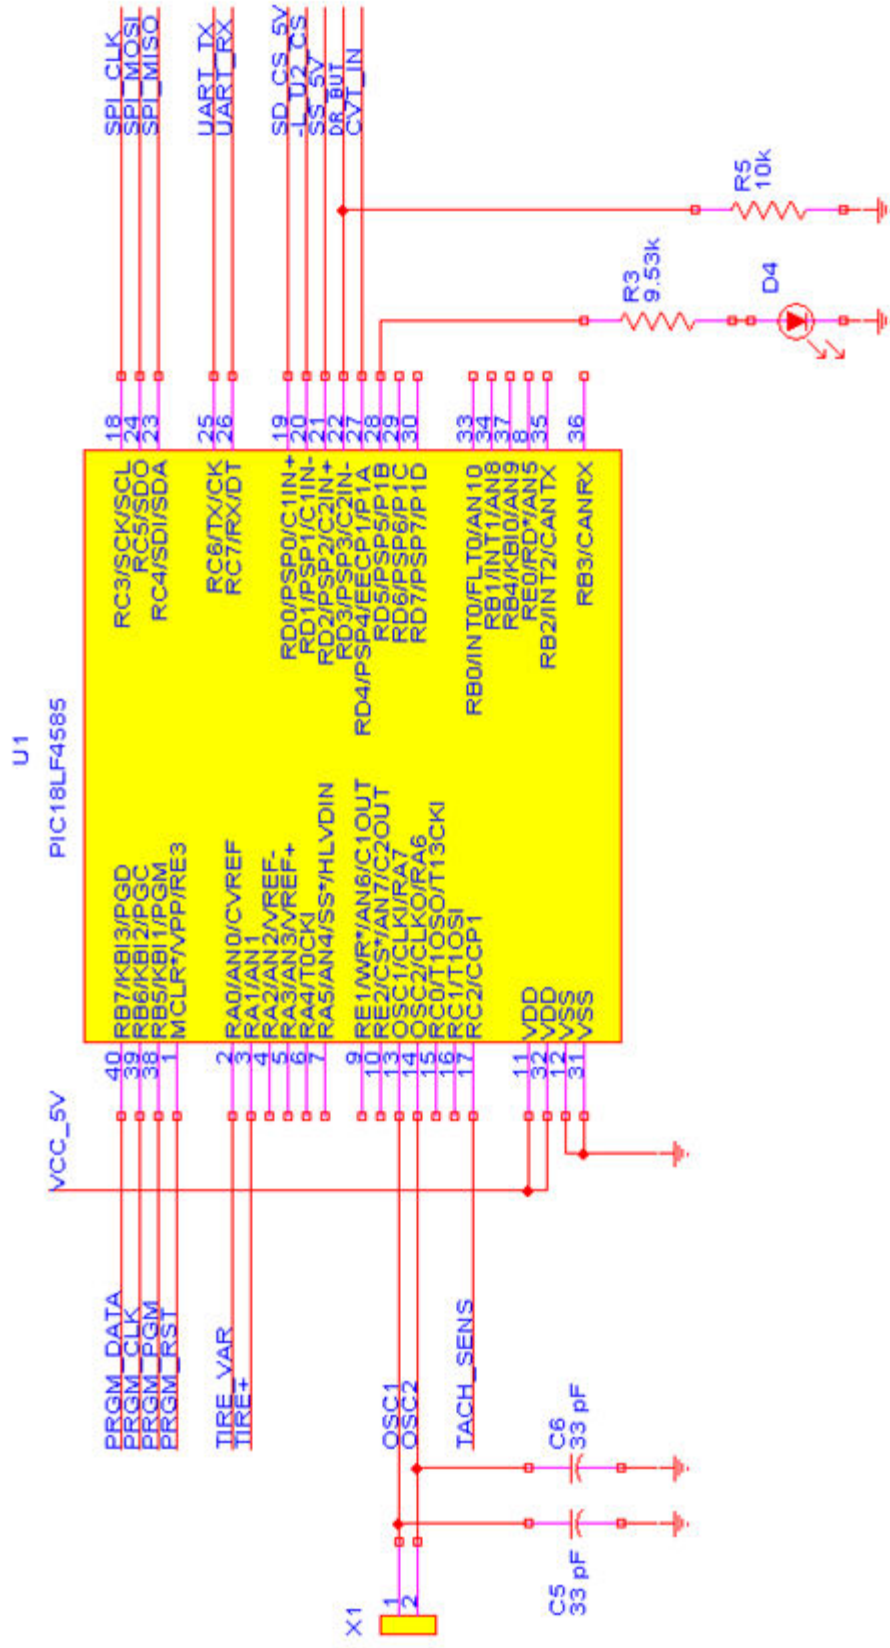 U1
PIC18LF4585
VCC_5V
PRGM_DATA
PRGM_CLK
PRGM_PGM
PRGM_RST
TIRE_VAR
TIRE+
OSC1
OSC2
TACH_SENS
X1
1
2
C5
33 pF
C6
33 pF
40 RB7/KBI3/PGD
39 RB6/KBI2/PGC
38 RB5/KBI1/PGM
1 MCLR*/VPP/RE3
2 RA0/AN0/CVREF
3 RA1/AN1
4 RA2/AN2/VREF-
5 RA3/AN3/VREF+
6 RA4/T0CKI
7 RA5/AN4/SS*/HLVDIN
9 RE1/WR*/AN6/C1OUT
10 RE2/CS*/AN7/C2OUT
13 OSC1/CLKI/RA7
14 OSC2/CLKO/RA6
15 RC0/T1OSO/T13CKI
16 RC1/T1OSI
17 RC2/CCP1
11 VDD
32 VDD
12 VSS
31 VSS
RC3/SCK/SCL 18 SPI_CLK
RC5/SDO 24 SPI_MOSI
RC4/SDI/SDA 23 SPI_MISO
RC6/TX/CK 25 UART_TX
RC7/RX/DT 26 UART_RX
RD0/PSP0/C1IN+ 19 SD_CS_5V
RD1/PSP1/C1IN- 20 -L_U2_CS
RD2/PSP2/C2IN+ 21 SS_5V
RD3/PSP3/C2IN- 22 DR_BUT
RD4/PSP4/EECP1/P1A 27 CVT_IN
RD5/PSP5/P1B 28
RD6/PSP6/P1C 29
RD7/PSP7/P1D 30
RB0/INT0/FLT0/AN10 33
RB1/INT1/AN8 34
RB4/KBI0/AN9 37
RE0/RD*/AN5 8
RB2/INT2/CANTX 35
RB3/CANRX 36
R3
9.53k
D4
R5
10k